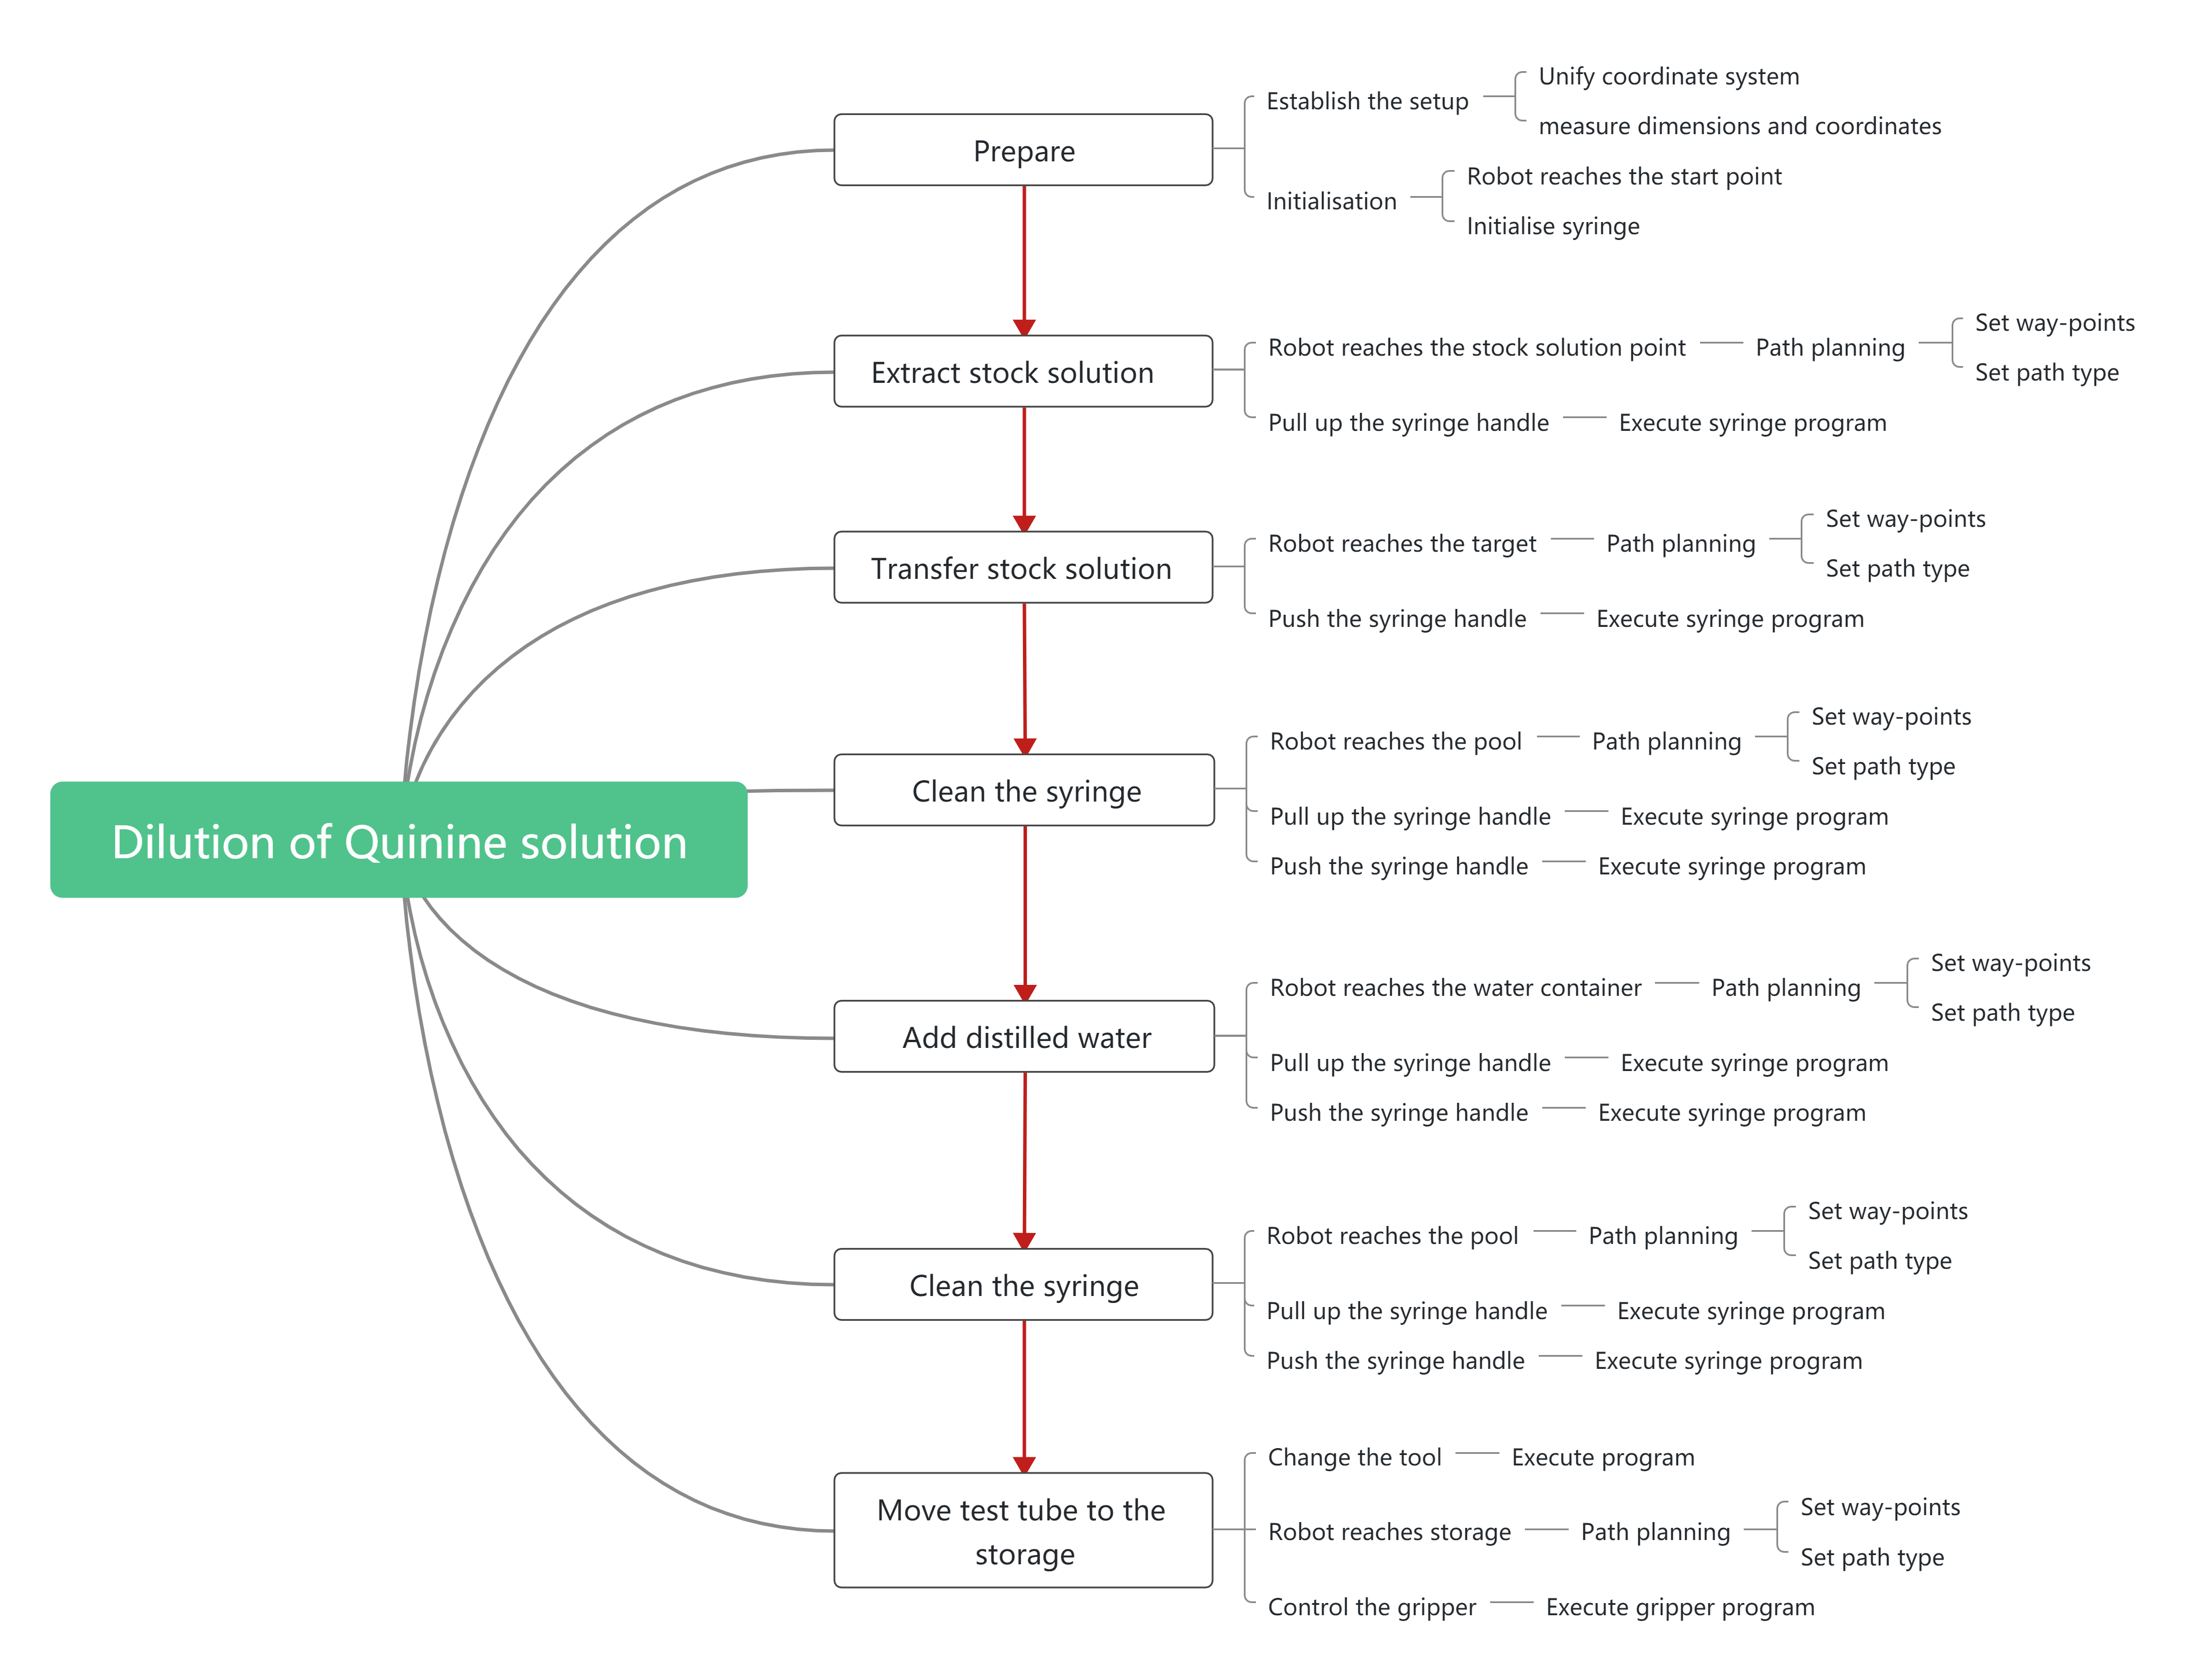 Dilution of Quinine solution
Prepare
Establish the setup
Unify coordinate system
measure dimensions and coordinates
Initialisation
Robot reaches the start point
Initialise syringe
Extract stock solution
Robot reaches the stock solution point
Path planning
Set way-points
Set path type
Pull up the syringe handle
Execute syringe program
Transfer stock solution
Robot reaches the target
Path planning
Set way-points
Set path type
Push the syringe handle
Execute syringe program
Clean the syringe
Robot reaches the pool
Path planning
Set way-points
Set path type
Pull up the syringe handle
Execute syringe program
Push the syringe handle
Execute syringe program
Add distilled water
Robot reaches the water container
Path planning
Set way-points
Set path type
Pull up the syringe handle
Execute syringe program
Push the syringe handle
Execute syringe program
Clean the syringe
Robot reaches the pool
Path planning
Set way-points
Set path type
Pull up the syringe handle
Execute syringe program
Push the syringe handle
Execute syringe program
Move test tube to the
storage
Change the tool
Execute program
Robot reaches storage
Path planning
Set way-points
Set path type
Control the gripper
Execute gripper program